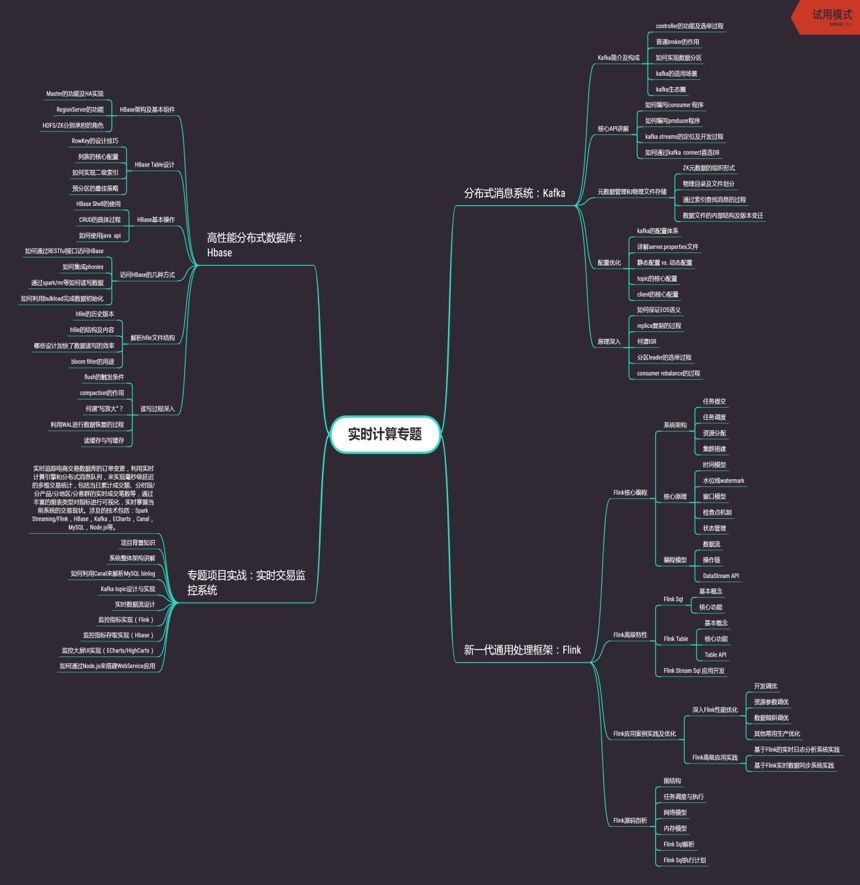 试用模式
实时计算专题
分布式消息系统：Kafka
Kafka简介及构成
controller的功能及选举过程
普通broker的作用
如何实现数据分区
kafka的适用场景
kafka生态圈
核心API讲解
如何编写consumer 程序
如何编写producer程序
kafka streams的定位及开发过程
如何通过kafka connect直连DB
元数据管理和物理文件存储
ZK元数据的组织形式
物理目录及文件划分
通过索引查找消息的过程
数据文件的内部结构及版本变迁
配置优化
kafka的配置体系
详解server.properties文件
静态配置 vs. 动态配置
topic的核心配置
client的核心配置
原理深入
如何保证EOS语义
replica复制的过程
何谓ISR
分区leader的选举过程
consumer rebalance的过程
新一代通用处理框架：Flink
Flink核心编程
系统架构
任务提交
任务调度
资源分配
集群搭建
核心原理
时间模型
水位线watermark
窗口模型
检查点机制
状态管理
编程模型
数据流
操作链
DataStream API
Flink高级特性
Flink Sql
基本概念
核心功能
Flink Table
基本概念
核心功能
Table API
Flink Stream Sql 应用开发
Flink应用案例实践及优化
深入Flink性能优化
开发调优
资源参数调优
数据倾斜调优
其他常用生产优化
Flink高级应用实践
基于Flink的实时日志分析系统实践
基于Flink实时数据同步系统实践
Flink源码剖析
图结构
任务调度与执行
网络模型
内存模型
Flink Sql解析
Flink Sql执行计划
高性能分布式数据库：
Hbase
HBase架构及基本组件
Master的功能及HA实现
RegionServer的功能
HDFS/ZK分别承担的角色
HBase Table设计
RowKey的设计技巧
列族的核心配置
如何实现二级索引
预分区的最佳策略
HBase基本操作
HBase Shell的使用
CRUD的具体过程
如何使用java api
访问HBase的几种方式
如何通过RESTful接口访问HBase
如何集成phoniex
通过spark/mr等如何读写数据
如何利用bulkload完成数据初始化
解析hfile文件结构
hfile的历史版本
hfile的结构及内容
哪些设计加快了数据读写的效率
bloom filter的用途
读写过程深入
flush的触发条件
compaction的作用
何谓"写放大"？
利用WAL进行数据恢复的过程
读缓存与写缓存
专题项目实战：实时交易监
控系统
实时追踪电商交易数据库的订单变更，利用实时
计算引擎和分布式消息队列，来实现毫秒级延迟
的多维交易统计，包括当日累计成交额、分时段/
分产品/分地区/分客群的实时成交笔数等，通过
丰富的图表类型对指标进行可视化，实时掌握当
前系统的交易现状。涉及的技术包括：Spark
Streaming/Flink，HBase，Kafka，ECharts，Canal，
MySQL，Node.js等。
项目背景知识
系统整体架构讲解
如何利用Canal来解析MySQL binlog
Kafka topic设计与实现
实时数据流设计
监控指标实现（Flink）
监控指标存取实现（Hbase）
监控大屏UI实现（ECharts/HighCarts）
如何通过Node.js来搭建WebService应用